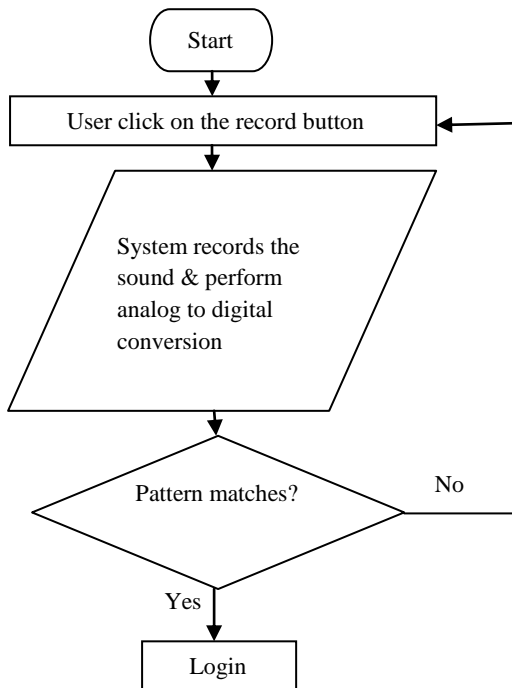 Start
User click on the record button
System records the
sound & perform
analog to digital
conversion
Pattern matches?
No
Yes
Login